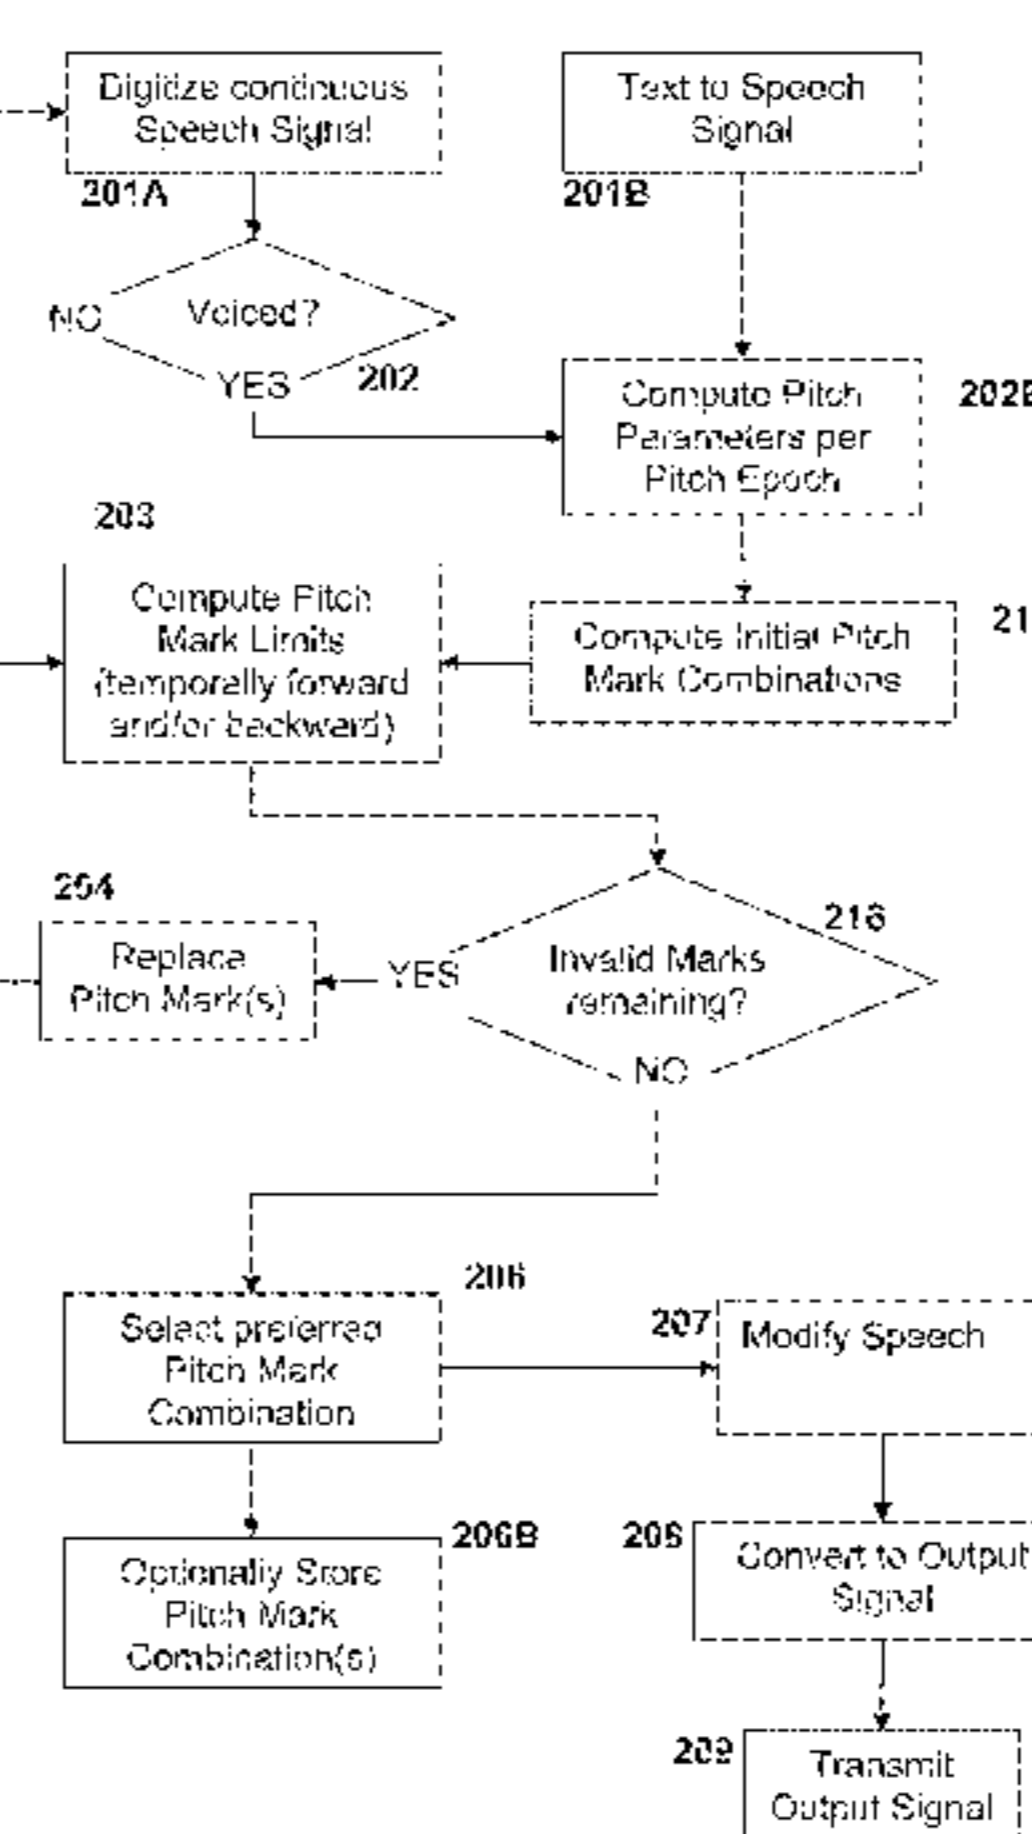 Digitize continuous
Speech Signal
201A
Text to Speech
Signal
201B
Voiced?
NO
YES
202
Compute Pitch
Parameters per
Pitch Epoch
203
Compute Pitch
Mark Limits
(temporally forward
and/or backward)
Compute Initial Pitch
Mark Combinations
204
Replace
Pitch Mark(s)
YES
Invalid Marks
remaining?
216
NO
206
Select preferred
Pitch Mark
Combination
207
Modify Speech
206B
Optionally Store
Pitch Mark
Combination(s)
208
Convert to Output
Signal
209
Transmit
Output Signal